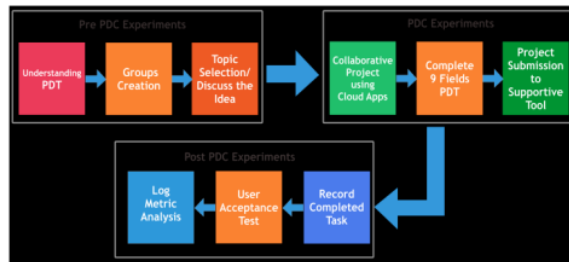 Pre PDC Experiments
Understanding
PDT
Groups
Creation
Topic
Selection/
Discuss the
Idea
PDC Experiments
Collaborative
Project
using
Cloud Apps
Complete
9 Fields
PDT
Project
Submission
to
Supportive
Tool
Post PDC Experiments
Log
Metric
Analysis
User
Acceptance
Test
Record
Completed
Task